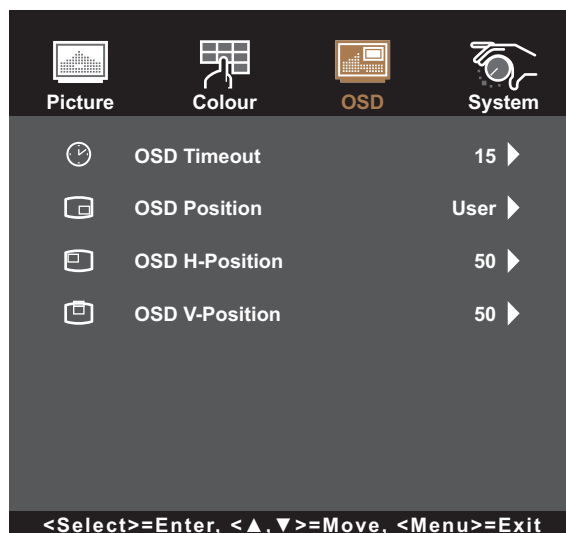 Picture Colour OSD System
OSD Timeout 15
OSD Position User
OSD H-Position 50
OSD V-Position 50
<Select>=Enter, <▲,▼>=Move, <Menu>=Exit